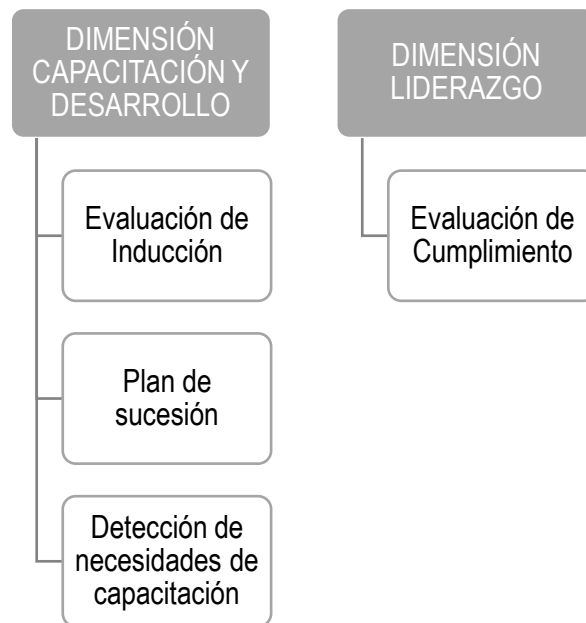 DIMENSIÓN
CAPACITACIÓN Y
DESARROLLO
Evaluación de
Inducción
Plan de
sucesión
Detección de
necesidades de
capacitación
DIMENSIÓN
LIDERAZGO
Evaluación de
Cumplimiento